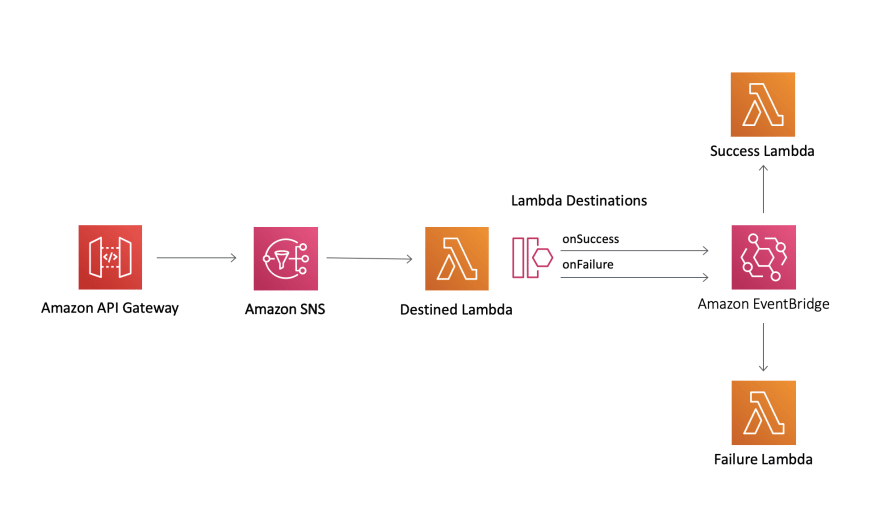 Success Lambda
Lambda Destinations
onSuccess
onFailure
Amazon API Gateway
Amazon SNS
Destined Lambda
Amazon EventBridge
Failure Lambda